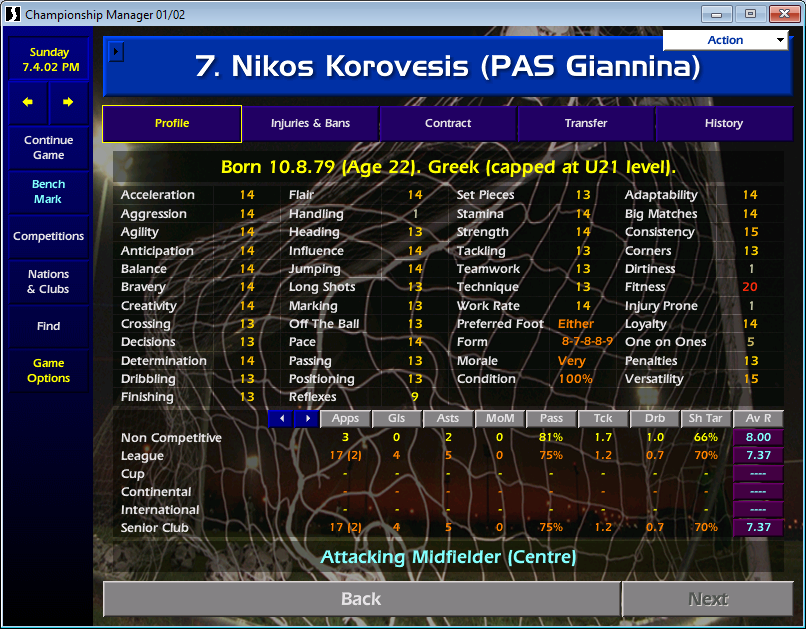 Championship Manager 01/02
Action
Sunday
7.4.02 PM
7. Nikos Korovesis (PAS Giannina)
Continue
Game
Bench
Mark
Competitions
Nations
& Clubs
Find
Game
Options
Profile Injuries & Bans Contract Transfer History
Born 10.8.79 (Age 22). Greek (capped at U21 level).
Acceleration 14 Flair 14 Set Pieces 13 Adaptability 14
Aggression 14 Handling 1 Stamina 14 Big Matches 14
Agility 14 Heading 13 Strength 14 Consistency 15
Anticipation 14 Influence 14 Tackling 13 Corners 13
Balance 14 Jumping 14 Teamwork 13 Dirtiness 1
Bravery 14 Long Shots 13 Technique 13 Fitness 20
Creativity 14 Marking 13 Work Rate 14 Injury Prone 1
Crossing 13 Off The Ball 13 Preferred Foot Either Loyalty 14
Decisions 13 Pace 14 Form 8-7-8-8-9 One on Ones 5
Determination 14 Passing 13 Morale Very Penalties 13
Dribbling 13 Positioning 13 Condition 100% Versatility 15
Finishing 13 Reflexes 9
Apps Gls Asts MoM Pass Tck Drb Sh Tar Av R
Non Competitive 3 0 2 0 81% 1.7 1.0 66% 8.00
League 17 (2) 4 5 0 75% 1.2 0.7 70% 7.37
Cup - - - - - - - - ----
Continental - - - - - - - - ----
International - - - - - - - - ----
Senior Club 17 (2) 4 5 0 75% 1.2 0.7 70% 7.37
Attacking Midfielder (Centre)
Back Next